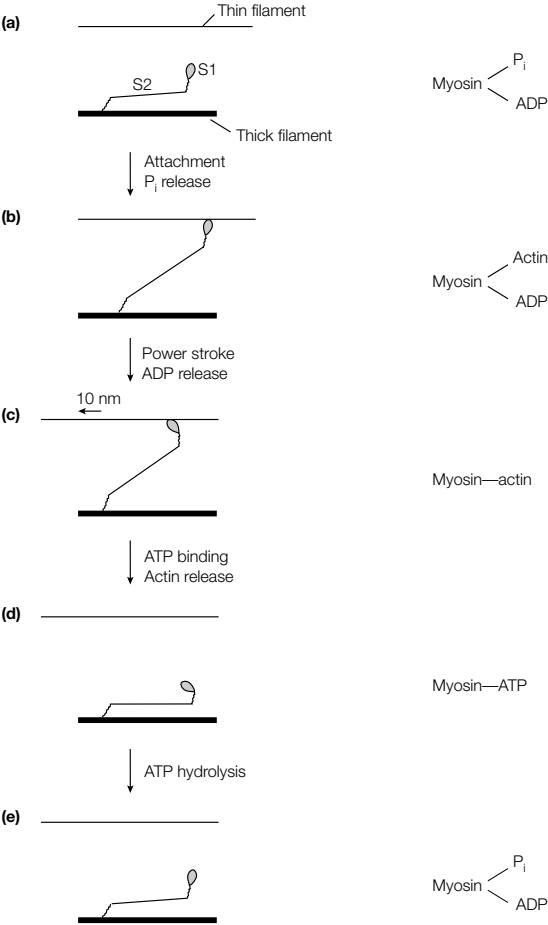 (a)
Thin filament
S1
S2
Thick filament
Myosin
Pi
ADP
Attachment
Pi release
(b)
Myosin
Actin
ADP
Power stroke
ADP release
10 nm
(c)
Myosin—actin
ATP binding
Actin release
(d)
Myosin—ATP
ATP hydrolysis
(e)
Myosin
Pi
ADP